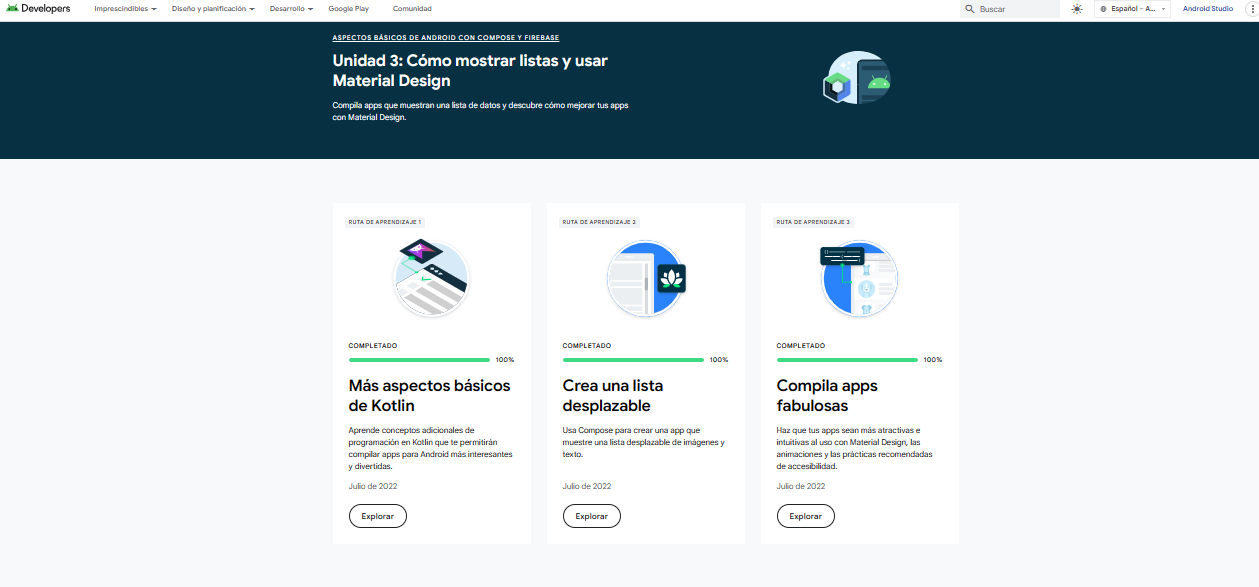 Developers
Imprescindibles
Diseño y planificación
Desarrollo
Google Play
Comunidad
Buscar
Español - A...
Android Studio
ASPECTOS BÁSICOS DE ANDROID CON COMPOSE Y FIREBASE
Unidad 3: Cómo mostrar listas y usar
Material Design
Compila apps que muestran una lista de datos y descubre cómo mejorar tus apps
con Material Design.
RUTA DE APRENDIZAJE 1
COMPLETADO
100%
Más aspectos básicos
de Kotlin
Aprende conceptos adicionales de
programación en Kotlin que te permitirán
compilar apps para Android más interesantes
y divertidas.
Julio de 2022
Explorar
RUTA DE APRENDIZAJE 2
COMPLETADO
100%
Crea una lista
desplazable
Usa Compose para crear una app que
muestre una lista desplazable de imágenes y
texto.
Julio de 2022
Explorar
RUTA DE APRENDIZAJE 3
COMPLETADO
100%
Compila apps
fabulosas
Haz que tus apps sean más atractivas e
intuitivas al uso con Material Design, las
animaciones y las prácticas recomendadas
de accesibilidad.
Julio de 2022
Explorar